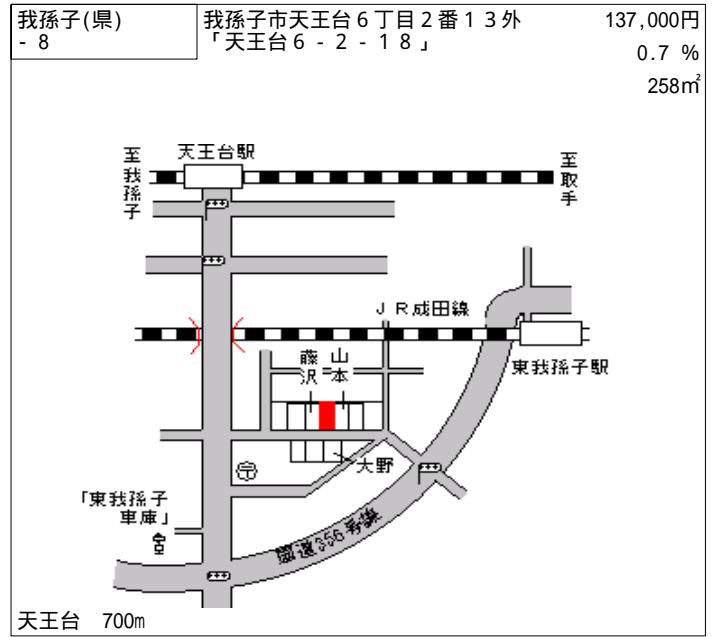 我孫子(県)
- 8
我孫子市天王台6丁目2番13外
「天王台6-2-18」
137,000円
0.7 %
258㎡
至我孫子
天王台駅
至取手
JR成田線
東我孫子駅
藤沢
山本
大野
「東我孫子
車庫」
国道356号線
天王台 700m